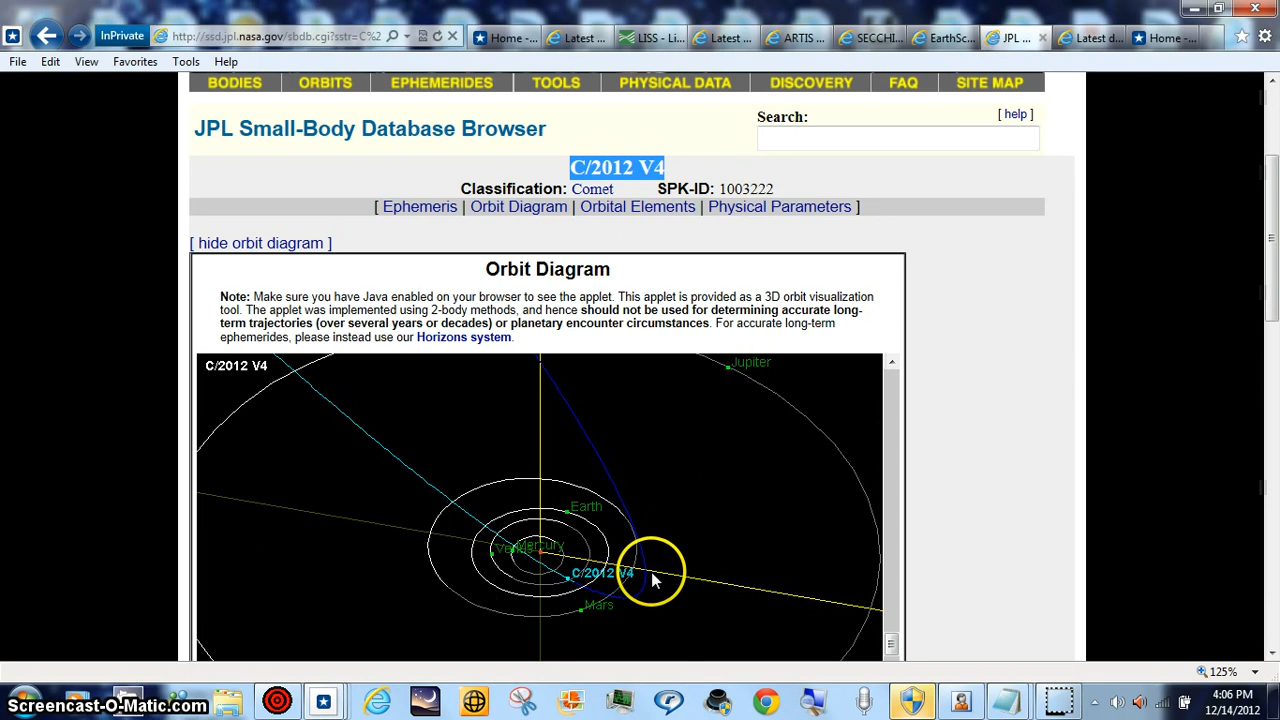 InPrivate
http://ssd.jpl.nasa.gov/sbdb.cgi?sstr=C%2
Home -...
Latest ...
LISS - Li...
Latest ...
ARTIS ...
SECCHI...
EarthSc...
JPL ...
Latest d...
Home -...
File Edit View Favorites Tools Help
BODIES ORBITS EPHEMERIDES TOOLS PHYSICAL DATA DISCOVERY FAQ SITE MAP
JPL Small-Body Database Browser
Search:
[ help ]
C/2012 V4
Classification: Comet SPK-ID: 1003222
[ Ephemeris | Orbit Diagram | Orbital Elements | Physical Parameters ]
[ hide orbit diagram ]
Orbit Diagram
Note: Make sure you have Java enabled on your browser to see the applet. This applet is provided as a 3D orbit visualization
tool. The applet was implemented using 2-body methods, and hence should not be used for determining accurate long-
term trajectories (over several years or decades) or planetary encounter circumstances. For accurate long-term
ephemerides, please instead use our Horizons system.
C/2012 V4
Jupiter
Earth
Venus
Mercury
C/2012 V4
Mars
125%
Screencast-O-Matic.com
4:06 PM
12/14/2012